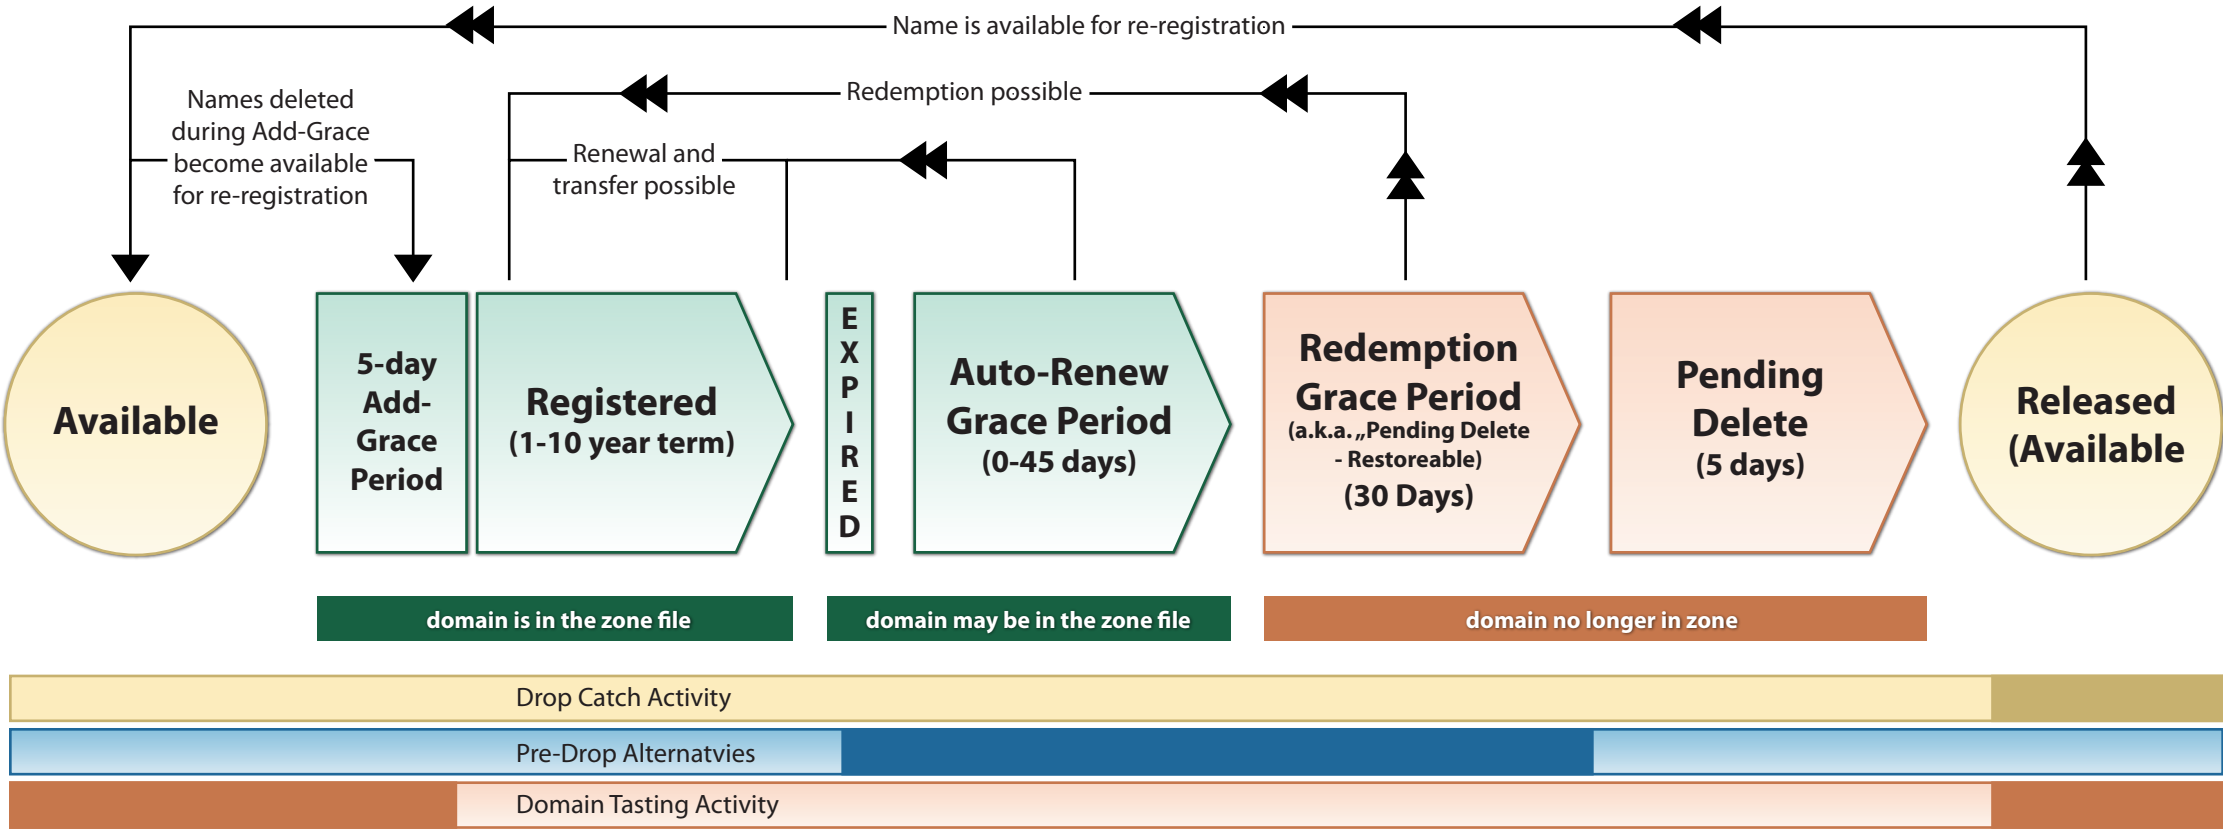 Name is available for re-registration
Redemption possible
Names deleted
during Add-Grace
become available
for re-registration
Renewal and
transfer possible
Available
5-day
Add-
Grace
Period
Registered
(1-10 year term)
EXPIRED
Auto-Renew
Grace Period
(0-45 days)
Redemption
Grace Period
(a.k.a. „Pending Delete
- Restoreable)
(30 Days)
Pending
Delete
(5 days)
Released
(Available
domain is in the zone file
domain may be in the zone file
domain no longer in zone
Drop Catch Activity
Pre-Drop Alternatvies
Domain Tasting Activity